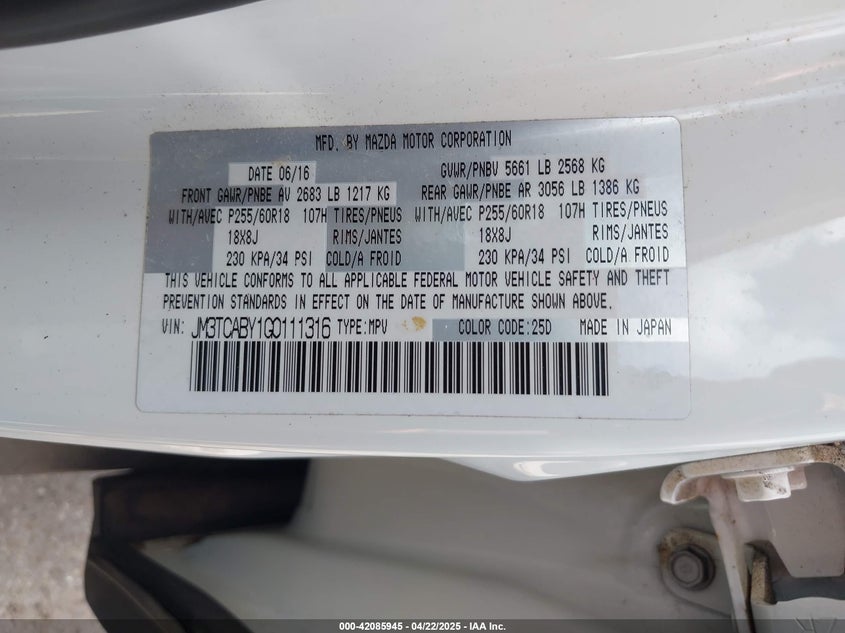 MFD. BY MAZDA MOTOR CORPORATION
DATE 06/16 GVWR/PNBV 5661 LB 2568 KG
FRONT GAWR/PNBE AV 2683 LB 1217 KG REAR GAWR/PNBE AR 3056 LB 1386 KG
WITH/AVEC P255/60R18 107H TIRES/PNEUS WITH/AVEC P255/60R18 107H TIRES/PNEUS
18X8J RIMS/JANTES 18X8J RIMS/JANTES
230 KPA/34 PSI COLD/A FROID 230 KPA/34 PSI COLD/A FROID
THIS VEHICLE CONFORMS TO ALL APPLICABLE FEDERAL MOTOR VEHICLE SAFETY AND THEFT
PREVENTION STANDARDS IN EFFECT ON THE DATE OF MANUFACTURE SHOWN ABOVE.
VIN: JM3TCABY1G0111316 TYPE:MPV COLOR CODE:25D MADE IN JAPAN
000-42085945 - 04/22/2025 - IAA Inc.